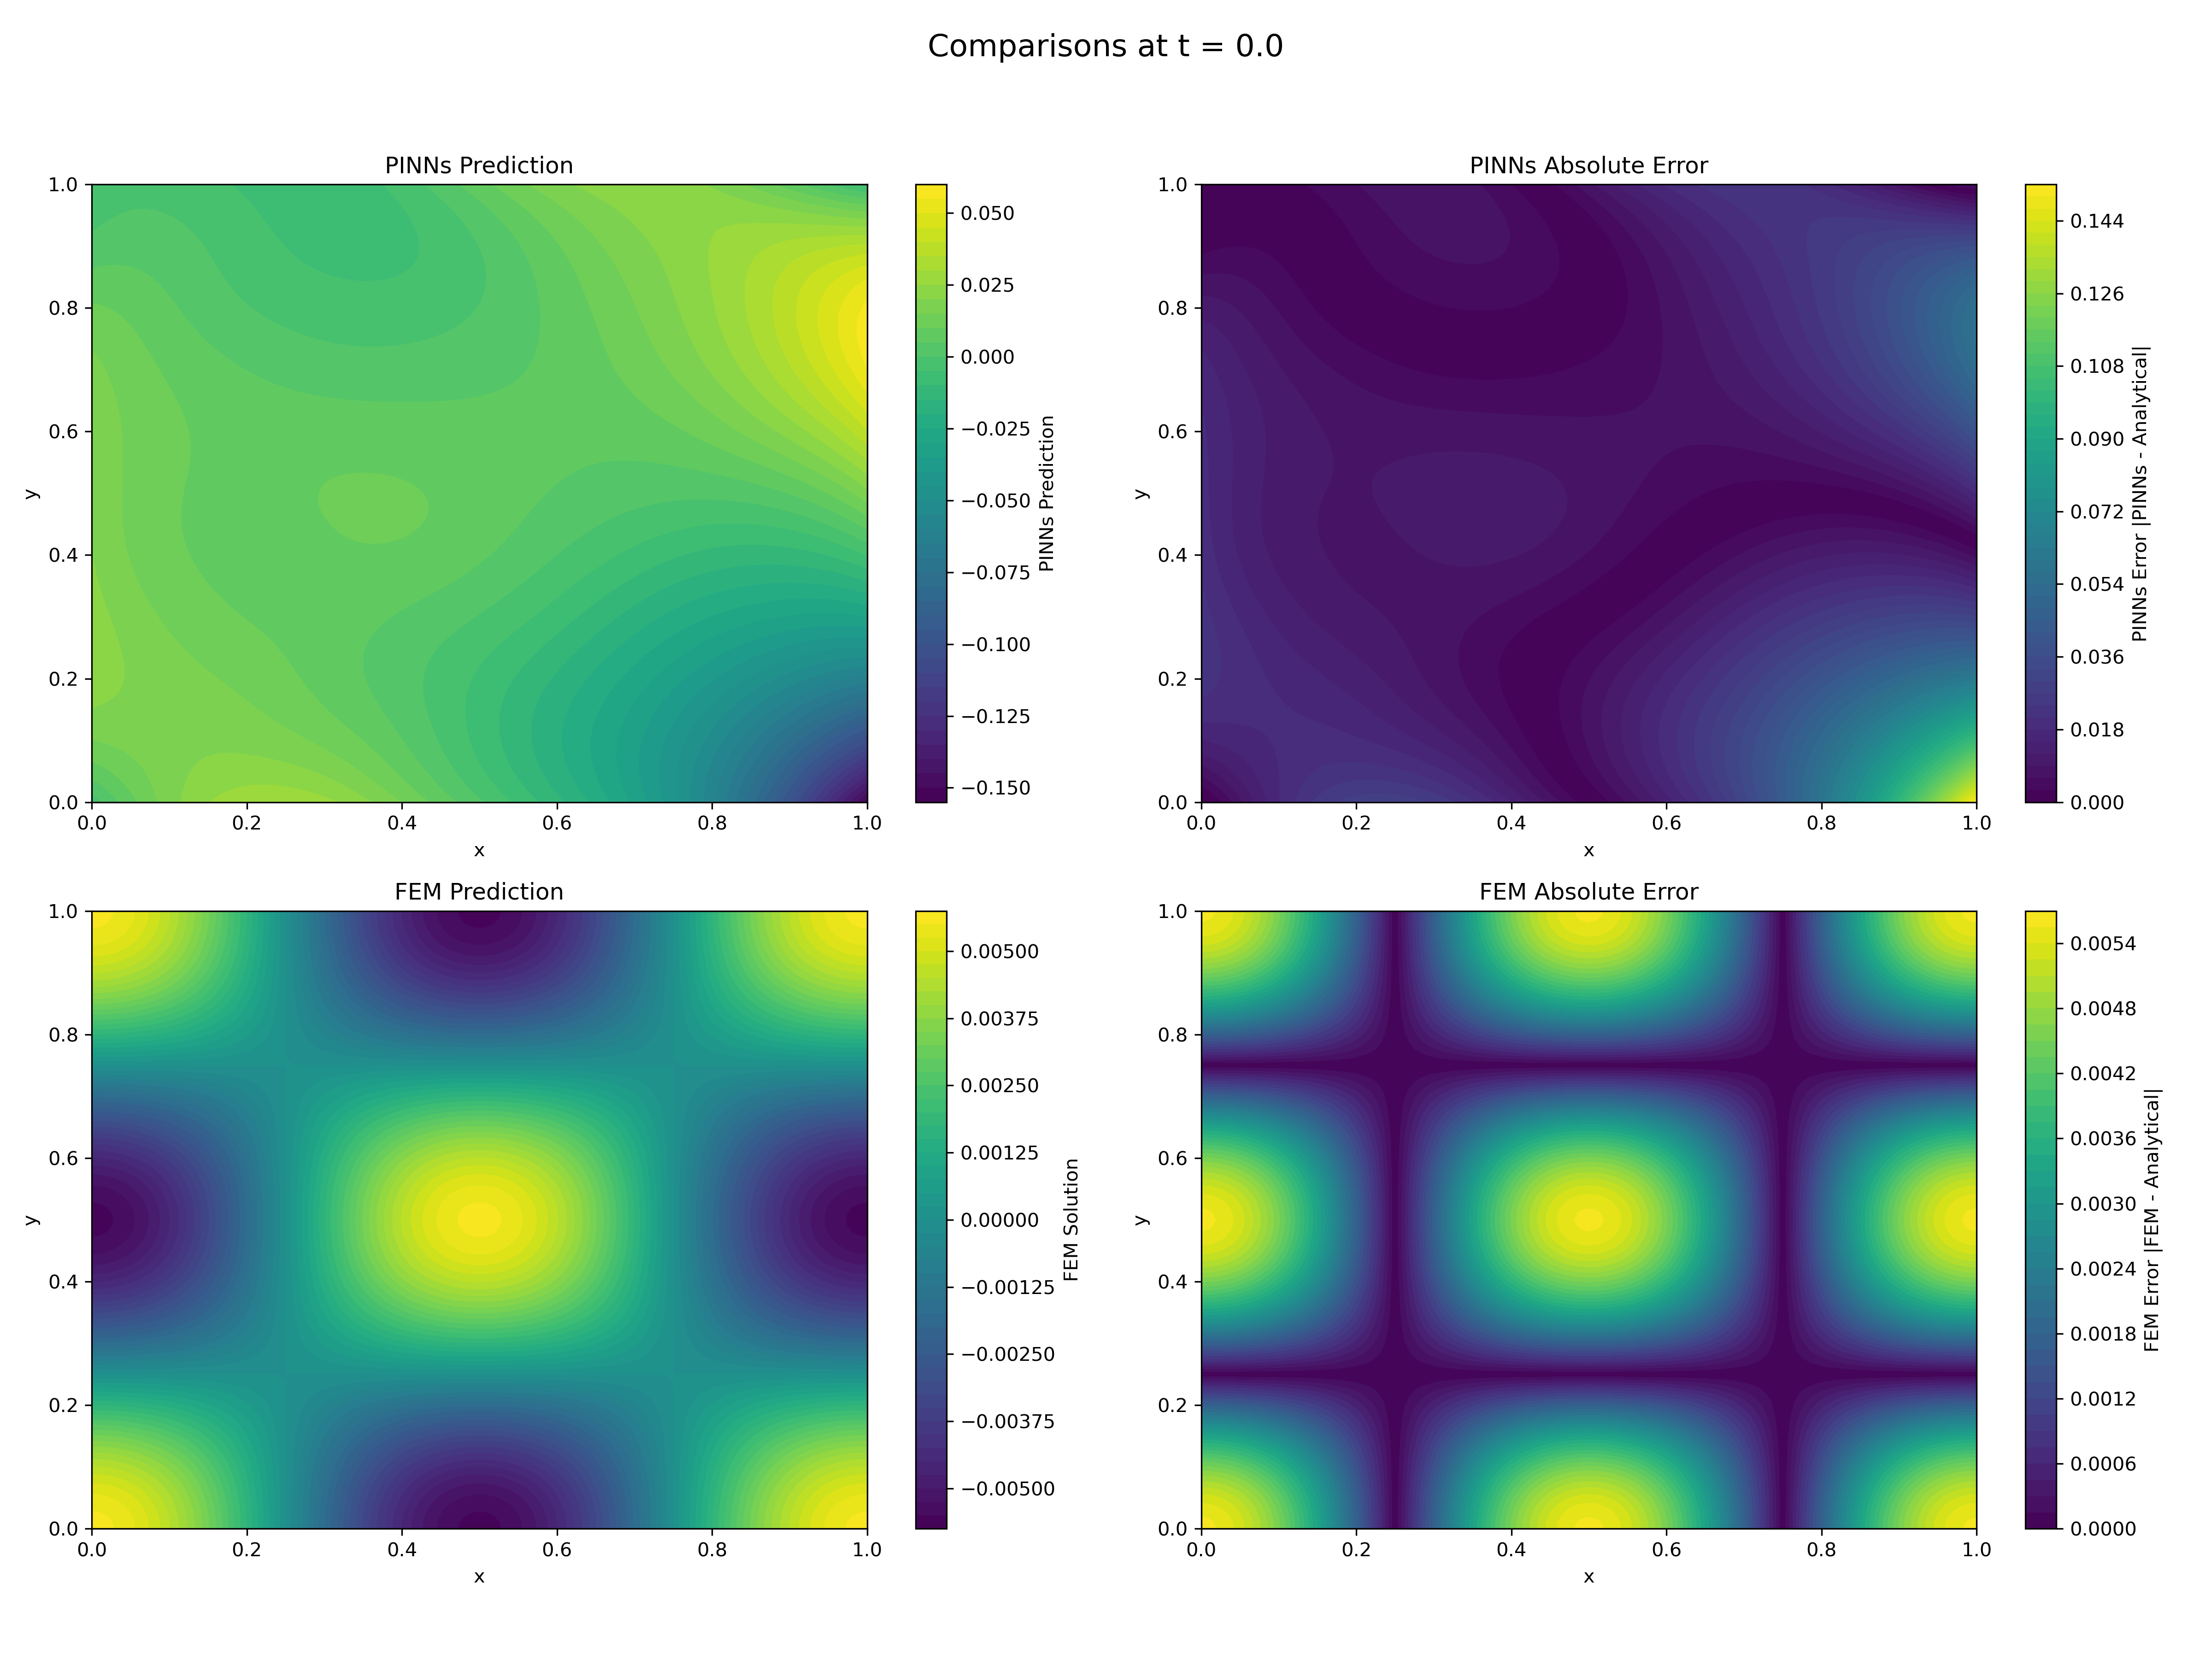 Comparisons at t = 0.0
PINNs Prediction
1.0
0.8
0.6
0.4
0.2
0.0
y
0.0 0.2 0.4 0.6 0.8 1.0
x
0.050
0.025
0.000
−0.025
−0.050
−0.075
−0.100
−0.125
−0.150
PINNs Prediction
PINNs Absolute Error
1.0
0.8
0.6
0.4
0.2
0.0
y
0.0 0.2 0.4 0.6 0.8 1.0
x
0.144
0.126
0.108
0.090
0.072
0.054
0.036
0.018
0.000
PINNs Error |PINNs - Analytical|
FEM Prediction
1.0
0.8
0.6
0.4
0.2
0.0
y
0.0 0.2 0.4 0.6 0.8 1.0
x
0.00500
0.00375
0.00250
0.00125
0.00000
−0.00125
−0.00250
−0.00375
−0.00500
FEM Solution
FEM Absolute Error
1.0
0.8
0.6
0.4
0.2
0.0
y
0.0 0.2 0.4 0.6 0.8 1.0
x
0.0054
0.0048
0.0042
0.0036
0.0030
0.0024
0.0018
0.0012
0.0006
0.0000
FEM Error |FEM - Analytical|